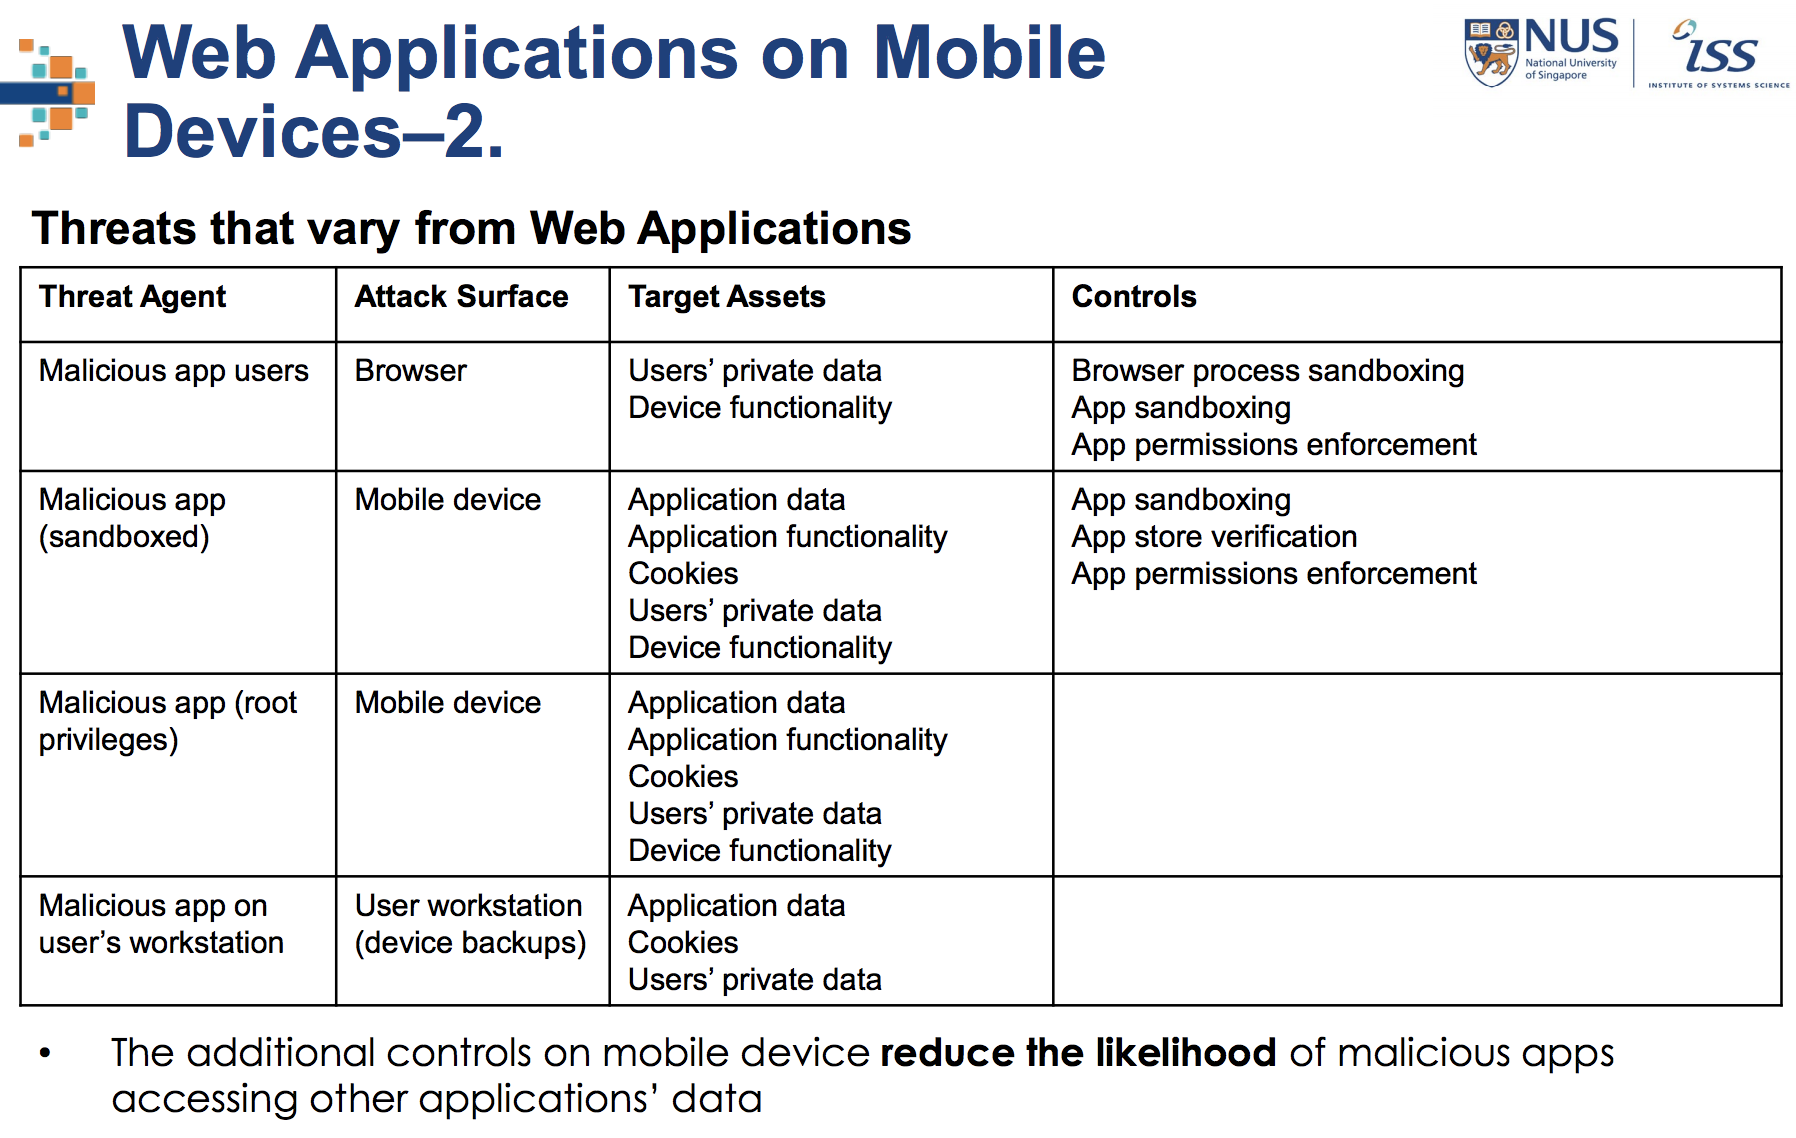 Web Applications on Mobile
Devices–2.
NUS
National University
of Singapore
iss
INSTITUTE OF SYSTEMS SCIENCE
Threats that vary from Web Applications
Threat Agent
Attack Surface
Target Assets
Controls
Malicious app users
Browser
Users’ private data
Device functionality
Browser process sandboxing
App sandboxing
App permissions enforcement
Malicious app
(sandboxed)
Mobile device
Application data
Application functionality
Cookies
Users’ private data
Device functionality
App sandboxing
App store verification
App permissions enforcement
Malicious app (root
privileges)
Mobile device
Application data
Application functionality
Cookies
Users’ private data
Device functionality
Malicious app on
user’s workstation
User workstation
(device backups)
Application data
Cookies
Users’ private data
• The additional controls on mobile device reduce the likelihood of malicious apps
accessing other applications’ data